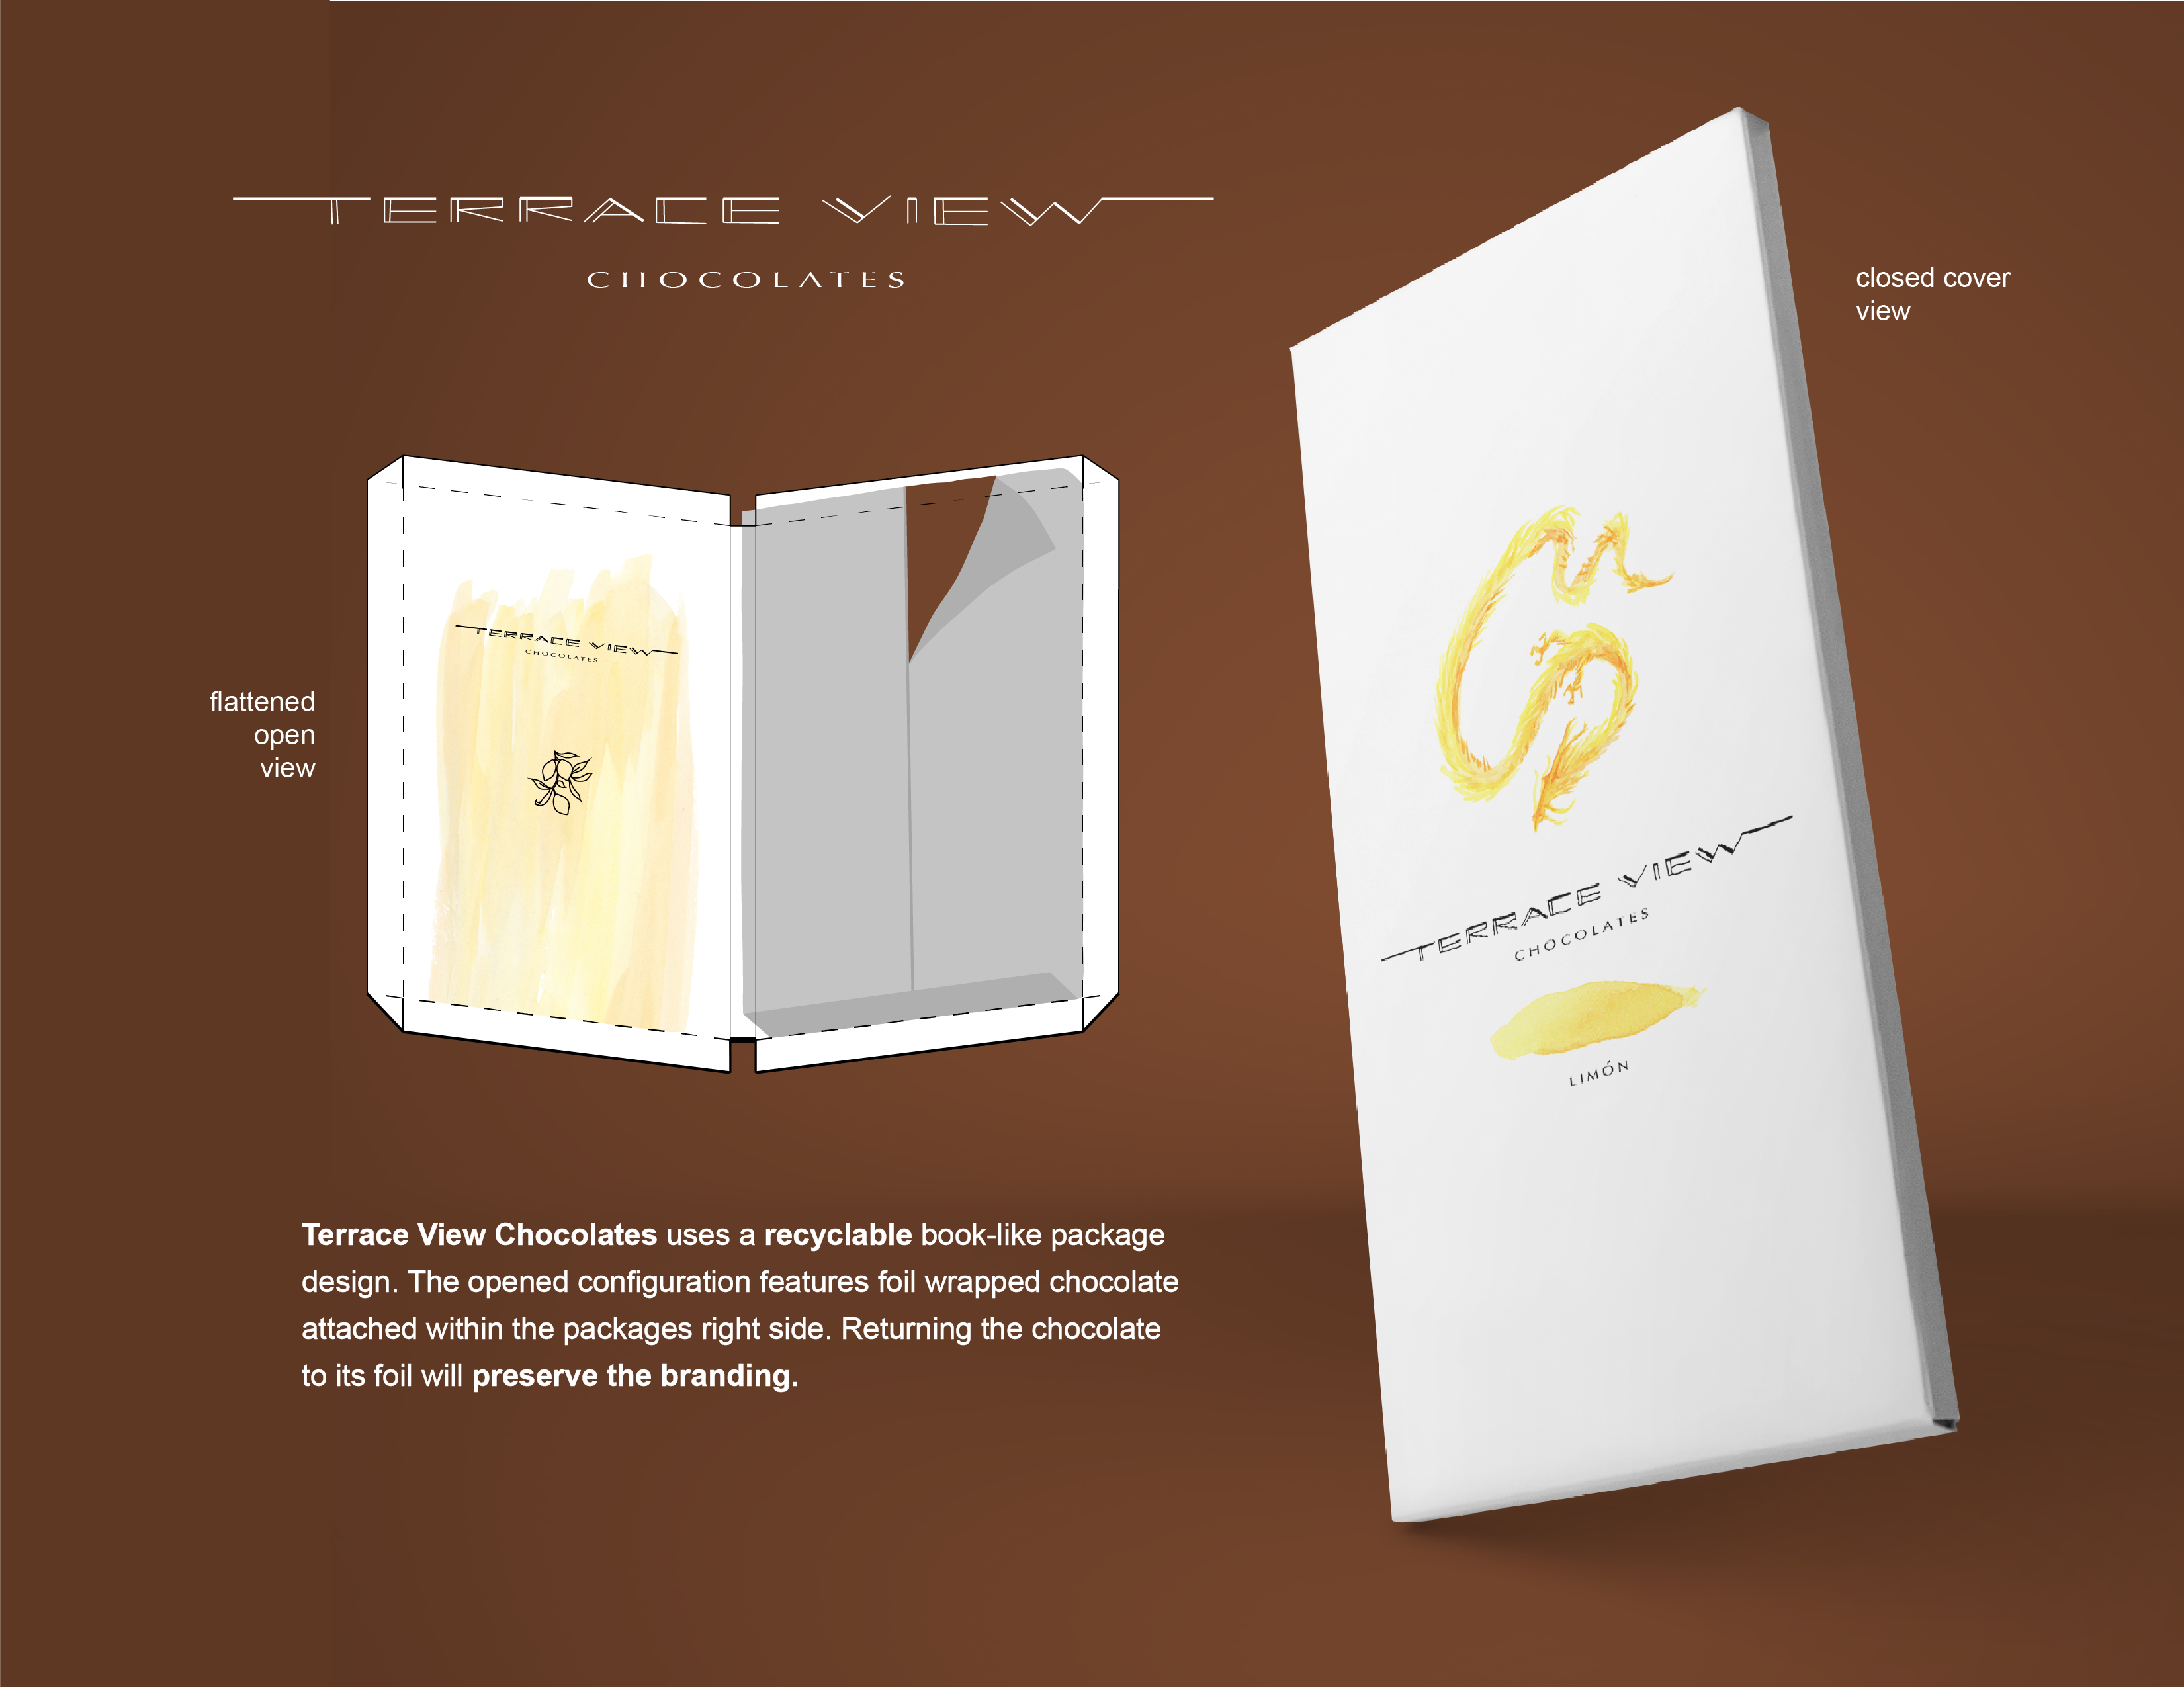 TERRACE VIEW
CHOCOLATES
closed cover
view
TERRACE VIEW
CHOCOLATES
flattened
open
view
TERRACE VIEW
CHOCOLATES
LIMÓN
Terrace View Chocolates uses a recyclable book-like package
design. The opened configuration features foil wrapped chocolate
attached within the packages right side. Returning the chocolate
to its foil will preserve the branding.